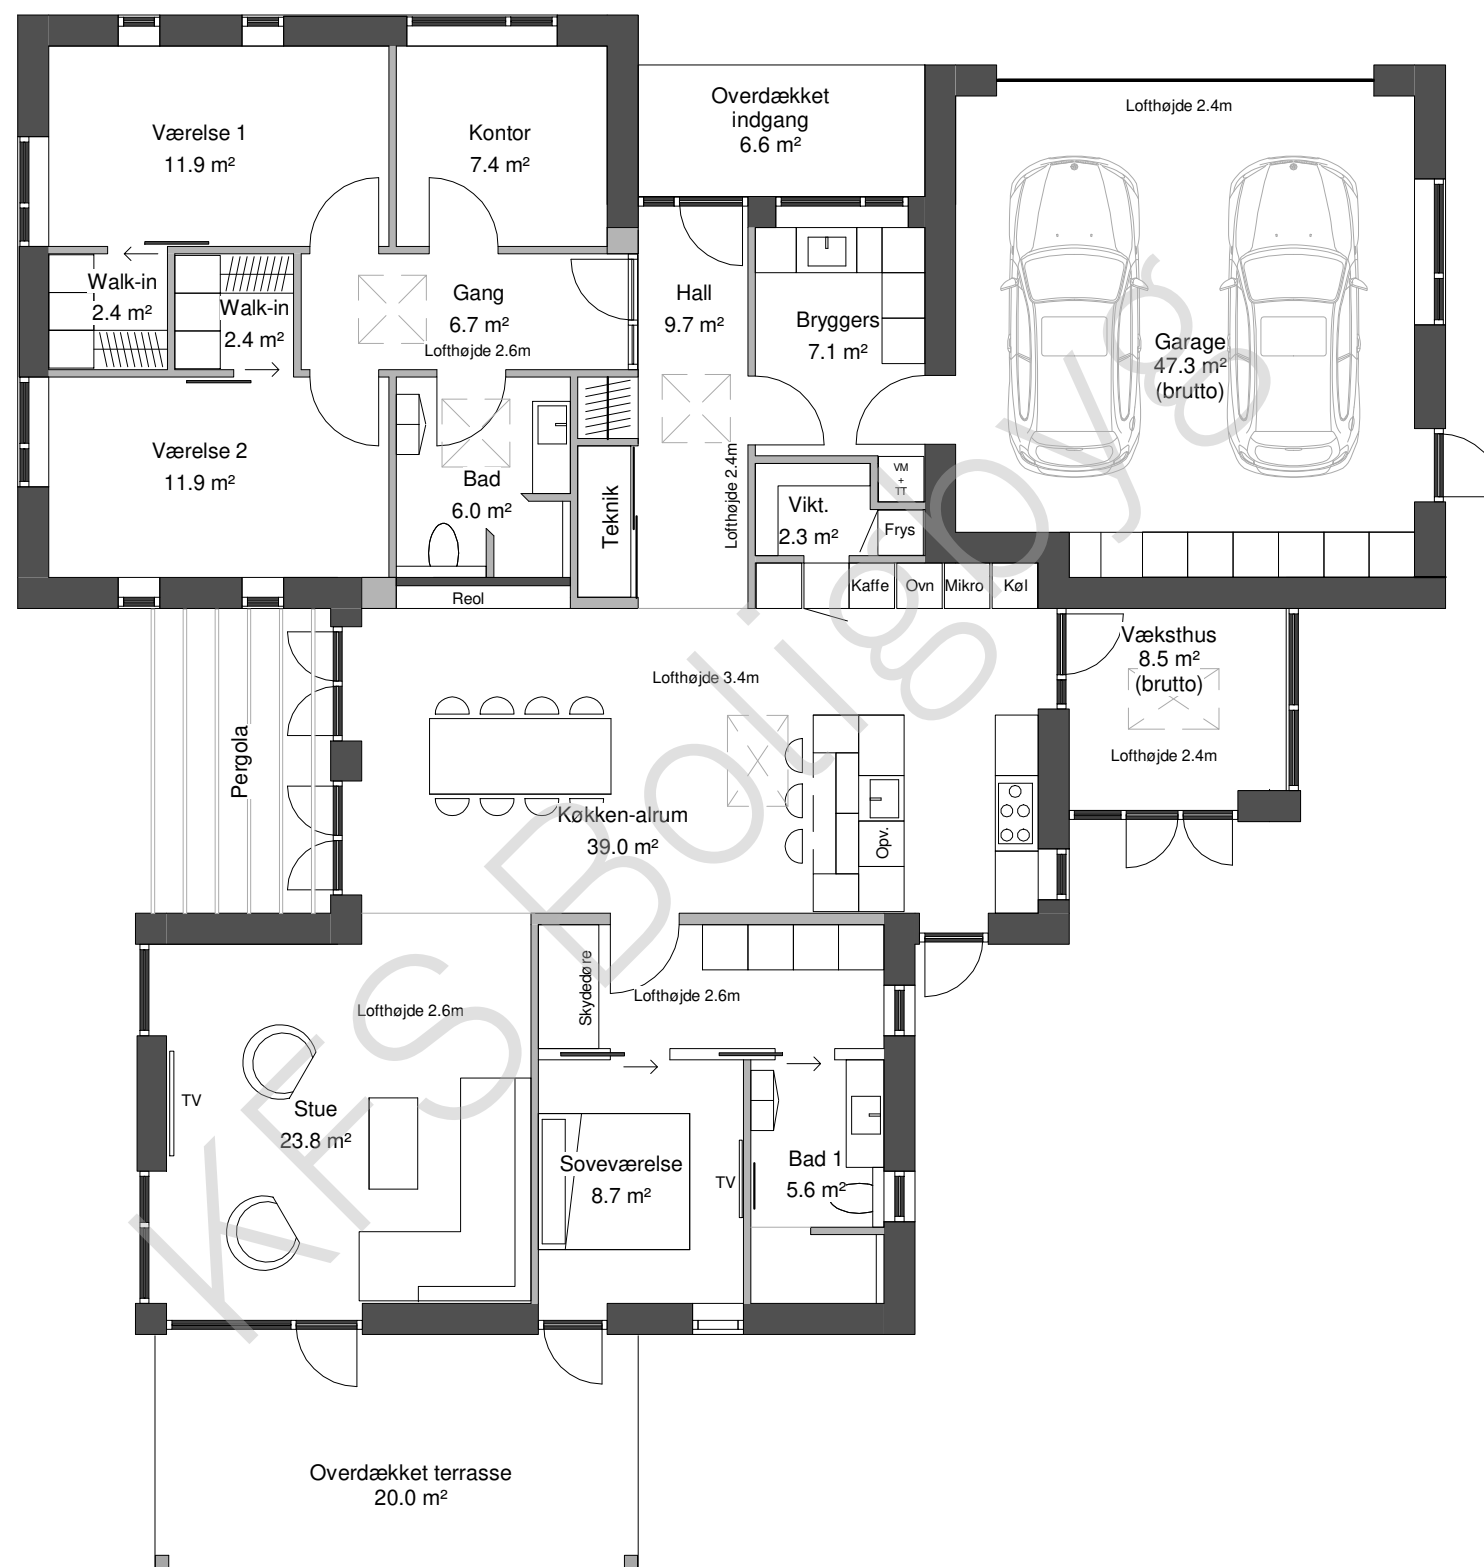 Værelse 1
11.9 m²
Kontor
7.4 m²
Overdækket
indgang
6.6 m²
Lofthøjde 2.4m
Walk-in
2.4 m²
Walk-in
2.4 m²
Gang
6.7 m²
Lofthøjde 2.6m
Hall
9.7 m²
Lofthøjde 2.4m
Bryggers
7.1 m²
Garage
47.3 m²
(brutto)
Værelse 2
11.9 m²
Bad
6.0 m²
Teknik
Vikt.
2.3 m²
VM
+
TT
Frys
Reol
Kaffe
Ovn
Mikro
Køl
Væksthus
8.5 m²
(brutto)
Lofthøjde 2.4m
Lofthøjde 3.4m
Pergola
Køkken-alrum
39.0 m²
Opv.
Lofthøjde 2.6m
Skydedøre
Lofthøjde 2.6m
TV
Stue
23.8 m²
Soveværelse
8.7 m²
TV
Bad 1
5.6 m²
Overdækket terrasse
20.0 m²
KFS Boligbyg